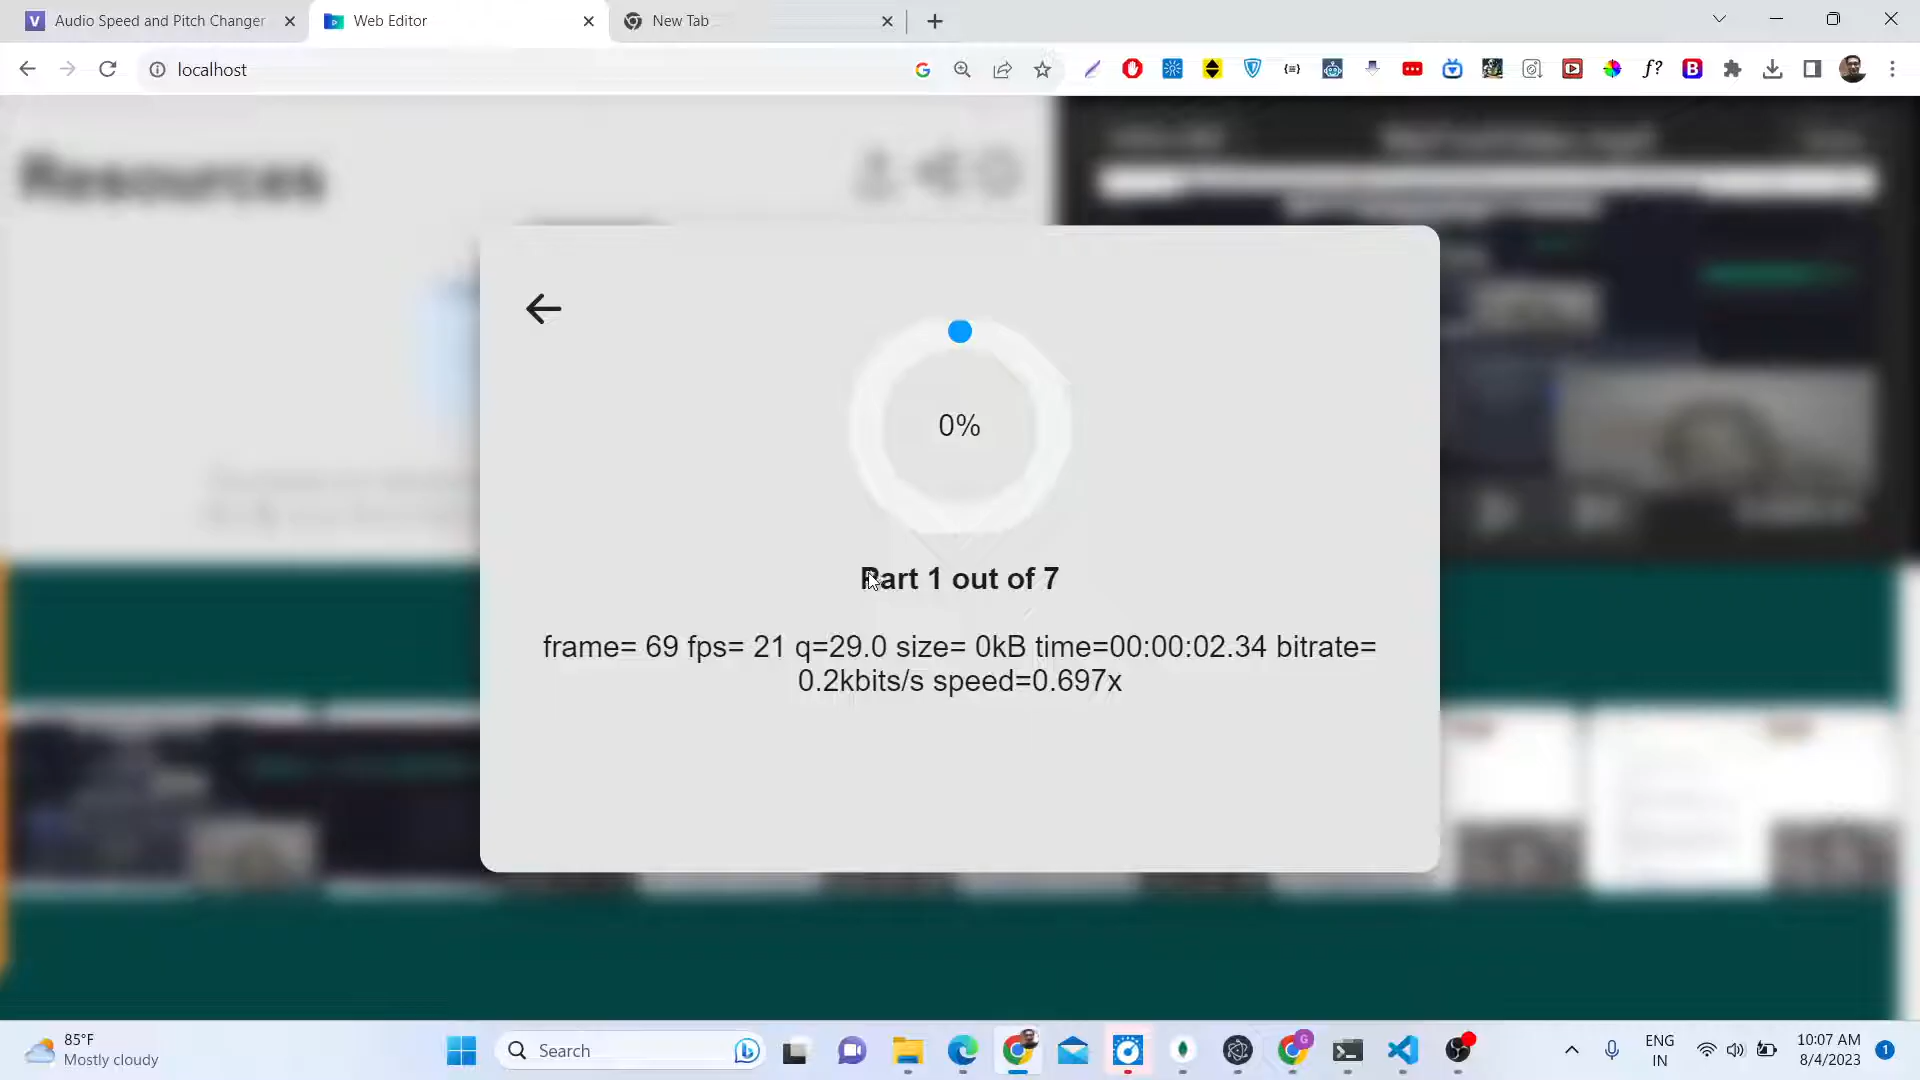 Audio Speed and Pitch Changer
Web Editor
New Tab
localhost
Resources
0%
Part 1 out of 7
frame= 69 fps= 21 q=29.0 size= 0kB time=00:00:02.34 bitrate=
0.2kbits/s speed=0.697x
85°F
Mostly cloudy
Search
ENG
IN
10:07 AM
8/4/2023
1